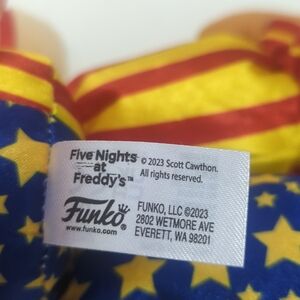 Five Nights
at
Freddy's™
© 2023 Scott Cawthon.
All rights reserved.
Funko®
www.funko.com
FUNKO, LLC ©2023
2802 WETMORE AVE
EVERETT, WA 98201